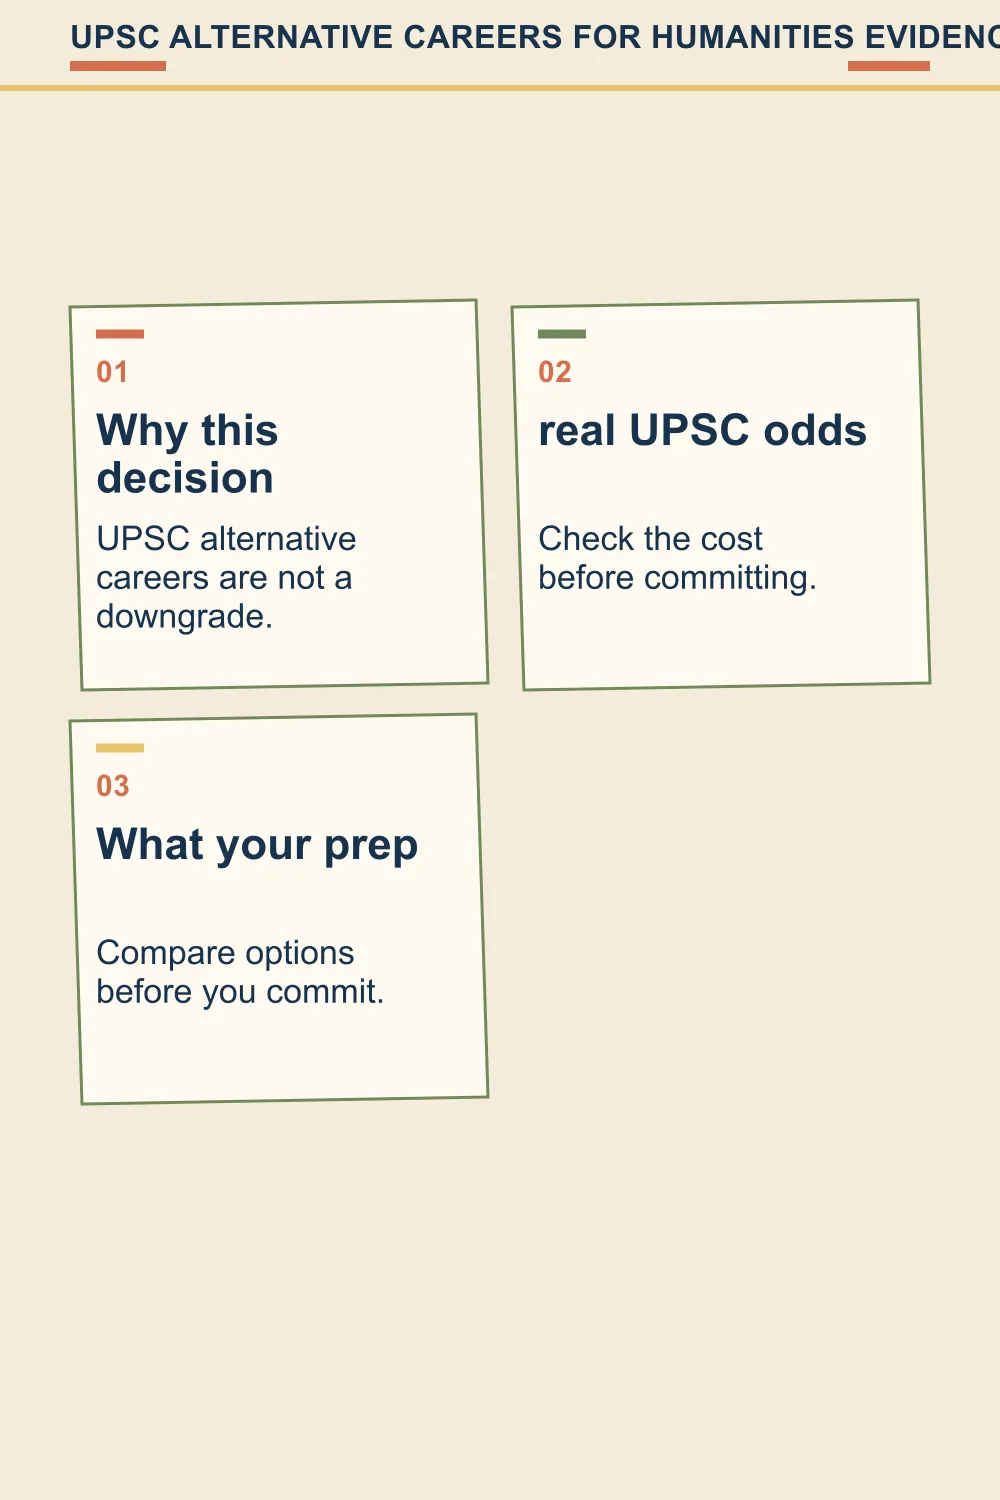 UPSC ALTERNATIVE CAREERS FOR HUMANITIES EVIDENC
01
Why this
decision
UPSC alternative
careers are not a
downgrade.
02
real UPSC odds
Check the cost
before committing.
03
What your prep
Compare options
before you commit.